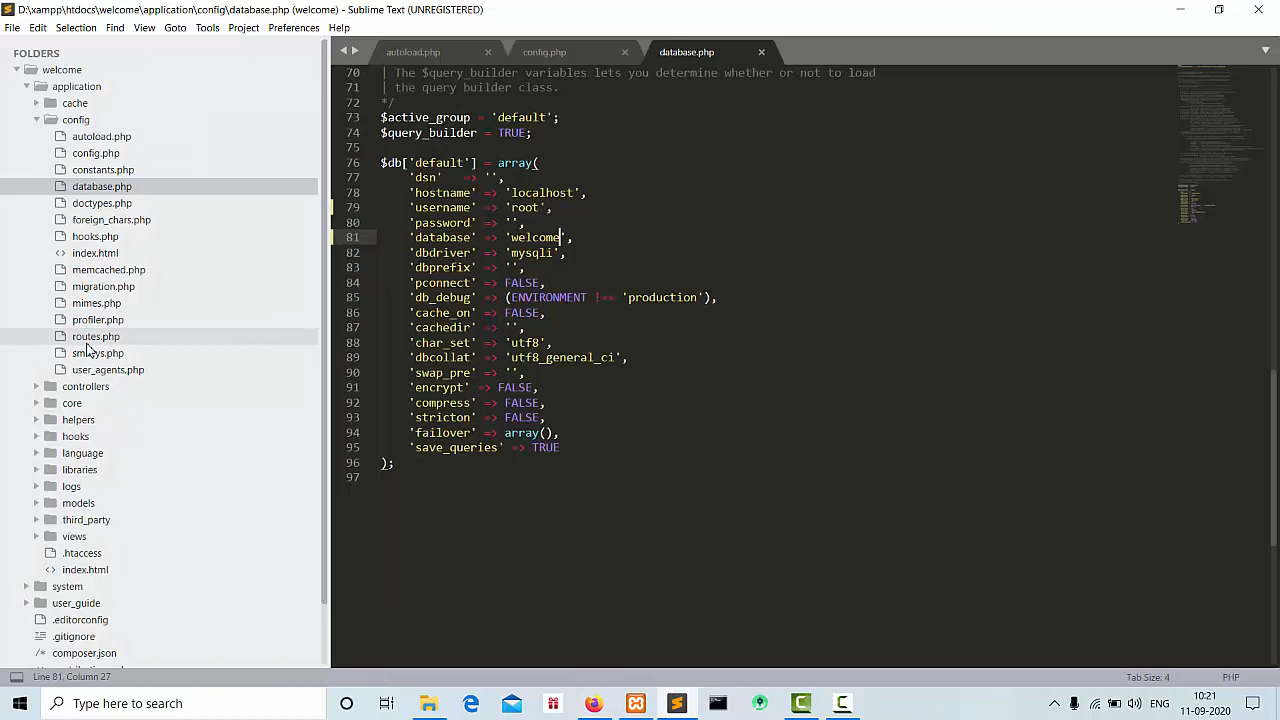 D:\xampp\htdocs\welcome\application\config\database.php (welcome) - Sublime Text (UNREGISTERED)
File Edit Selection Find View Goto Tools Project Preferences Help
FOLDERS
welcome
application
cache
config
autoload.php
config.php
constants.php
database.php
doctypes.php
foreign_chars.php
hooks.php
index.html
memcached.php
migration.php
mimes.php
profiler.php
routes.php
user_agents.php
controllers
core
helpers
hooks
language
libraries
logs
models
third_party
views
.htaccess
index.html
system
user_guide
.editorconfig
.gitignore
composer.json
autoload.php config.php database.php
70 | The $query_builder variables lets you determine whether or not to load
71 | the query builder class.
72 */
73 $active_group = 'default';
74 $query_builder = TRUE;
75
76 $db['default'] = array(
77 'dsn' => '',
78 'hostname' => 'localhost',
79 'username' => 'root',
80 'password' => '',
81 'database' => 'welcome',
82 'dbdriver' => 'mysqli',
83 'dbprefix' => '',
84 'pconnect' => FALSE,
85 'db_debug' => (ENVIRONMENT !== 'production'),
86 'cache_on' => FALSE,
87 'cachedir' => '',
88 'char_set' => 'utf8',
89 'dbcollat' => 'utf8_general_ci',
90 'swap_pre' => '',
91 'encrypt' => FALSE,
92 'compress' => FALSE,
93 'stricton' => FALSE,
94 'failover' => array(),
95 'save_queries' => TRUE
96 );
97
Line 81, Column 27
Tab Size: 4 PHP
Type here to search
ENG
10:21
11-09-2020